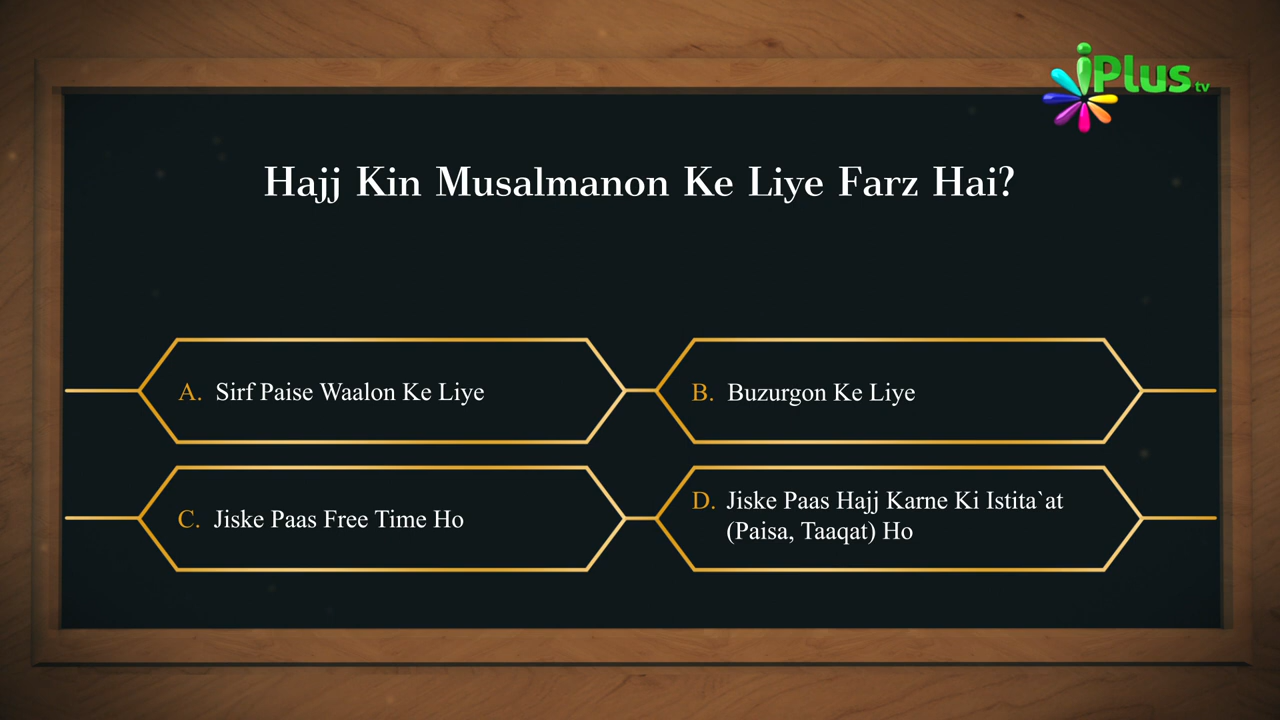 iPlus tv
Hajj Kin Musalmanon Ke Liye Farz Hai?
A. Sirf Paise Waalon Ke Liye
B. Buzurgon Ke Liye
C. Jiske Paas Free Time Ho
D. Jiske Paas Hajj Karne Ki Istita`at
(Paisa, Taaqat) Ho